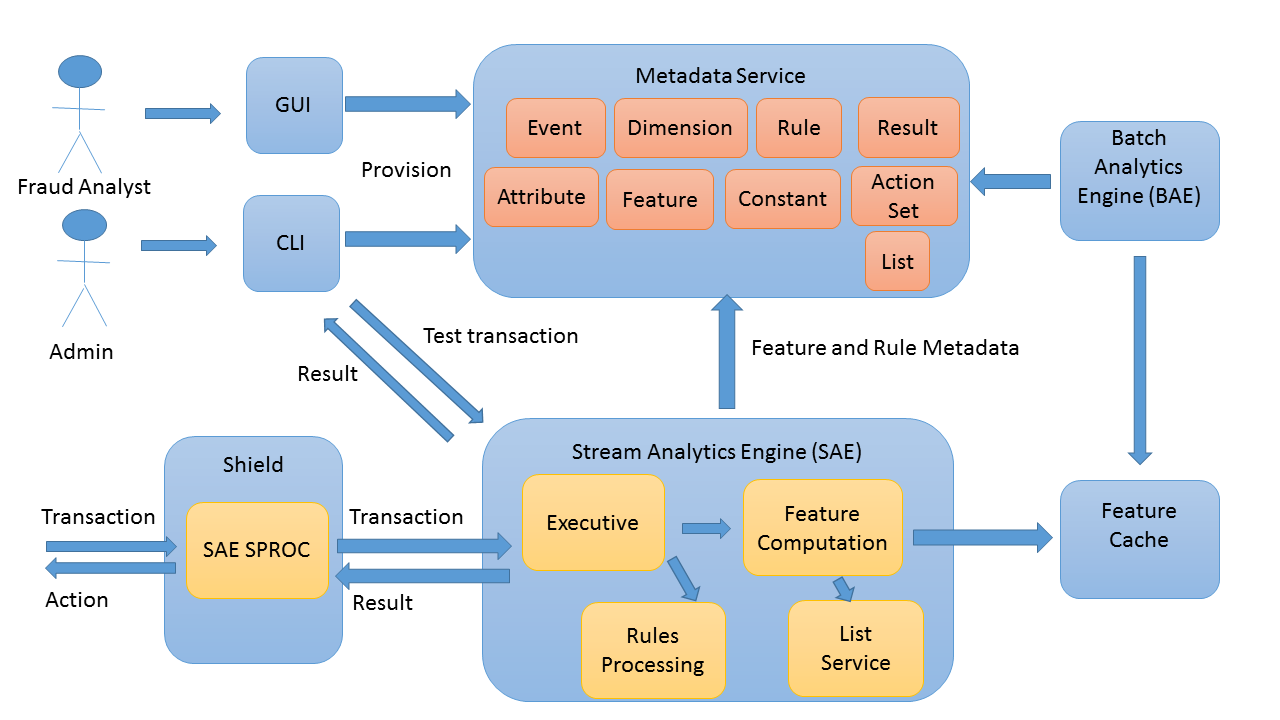 Metadata Service
GUI
Event
Dimension
Rule
Result
Batch
Analytics
Engine (BAE)
Provision
Fraud Analyst
Attribute
Feature
Constant
Action
Set
CLI
List
Admin
Test transaction
Result
Feature and Rule Metadata
Stream Analytics Engine (SAE)
Shield
Transaction
SAE SPROC
Action
Transaction
Result
Executive
Feature
Computation
Rules
Processing
List
Service
Feature
Cache